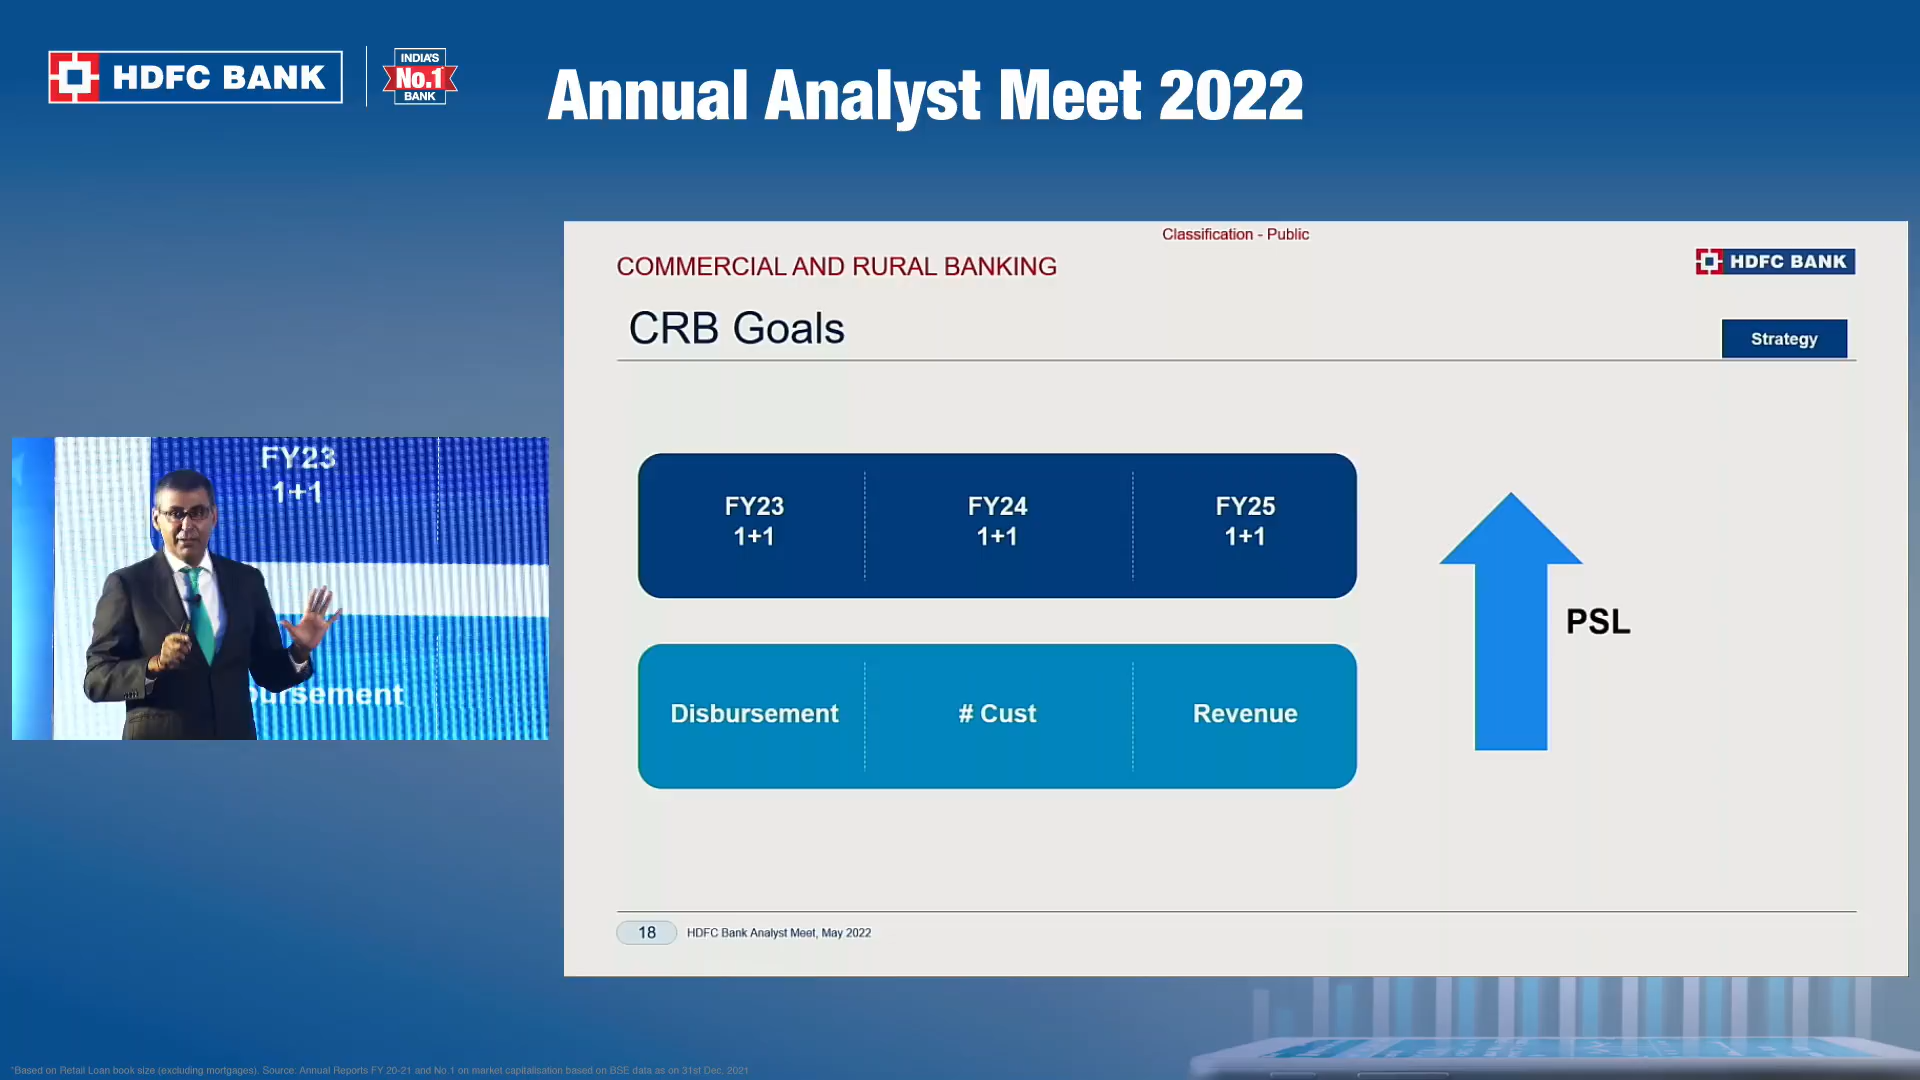 HDFC BANK
INDIA'S
No.1
BANK
Annual Analyst Meet 2022
Classification - Public
COMMERCIAL AND RURAL BANKING
HDFC BANK
CRB Goals
Strategy
FY23
1+1
FY24
1+1
FY25
1+1
PSL
Disbursement
# Cust
Revenue
18
HDFC Bank Analyst Meet, May 2022
FY23
1+1
ursement
*Based on Retail Loan book size (excluding mortgages). Source: Annual Reports FY 20-21 and No.1 on market capitalisation based on BSE data as on 31st Dec, 2021